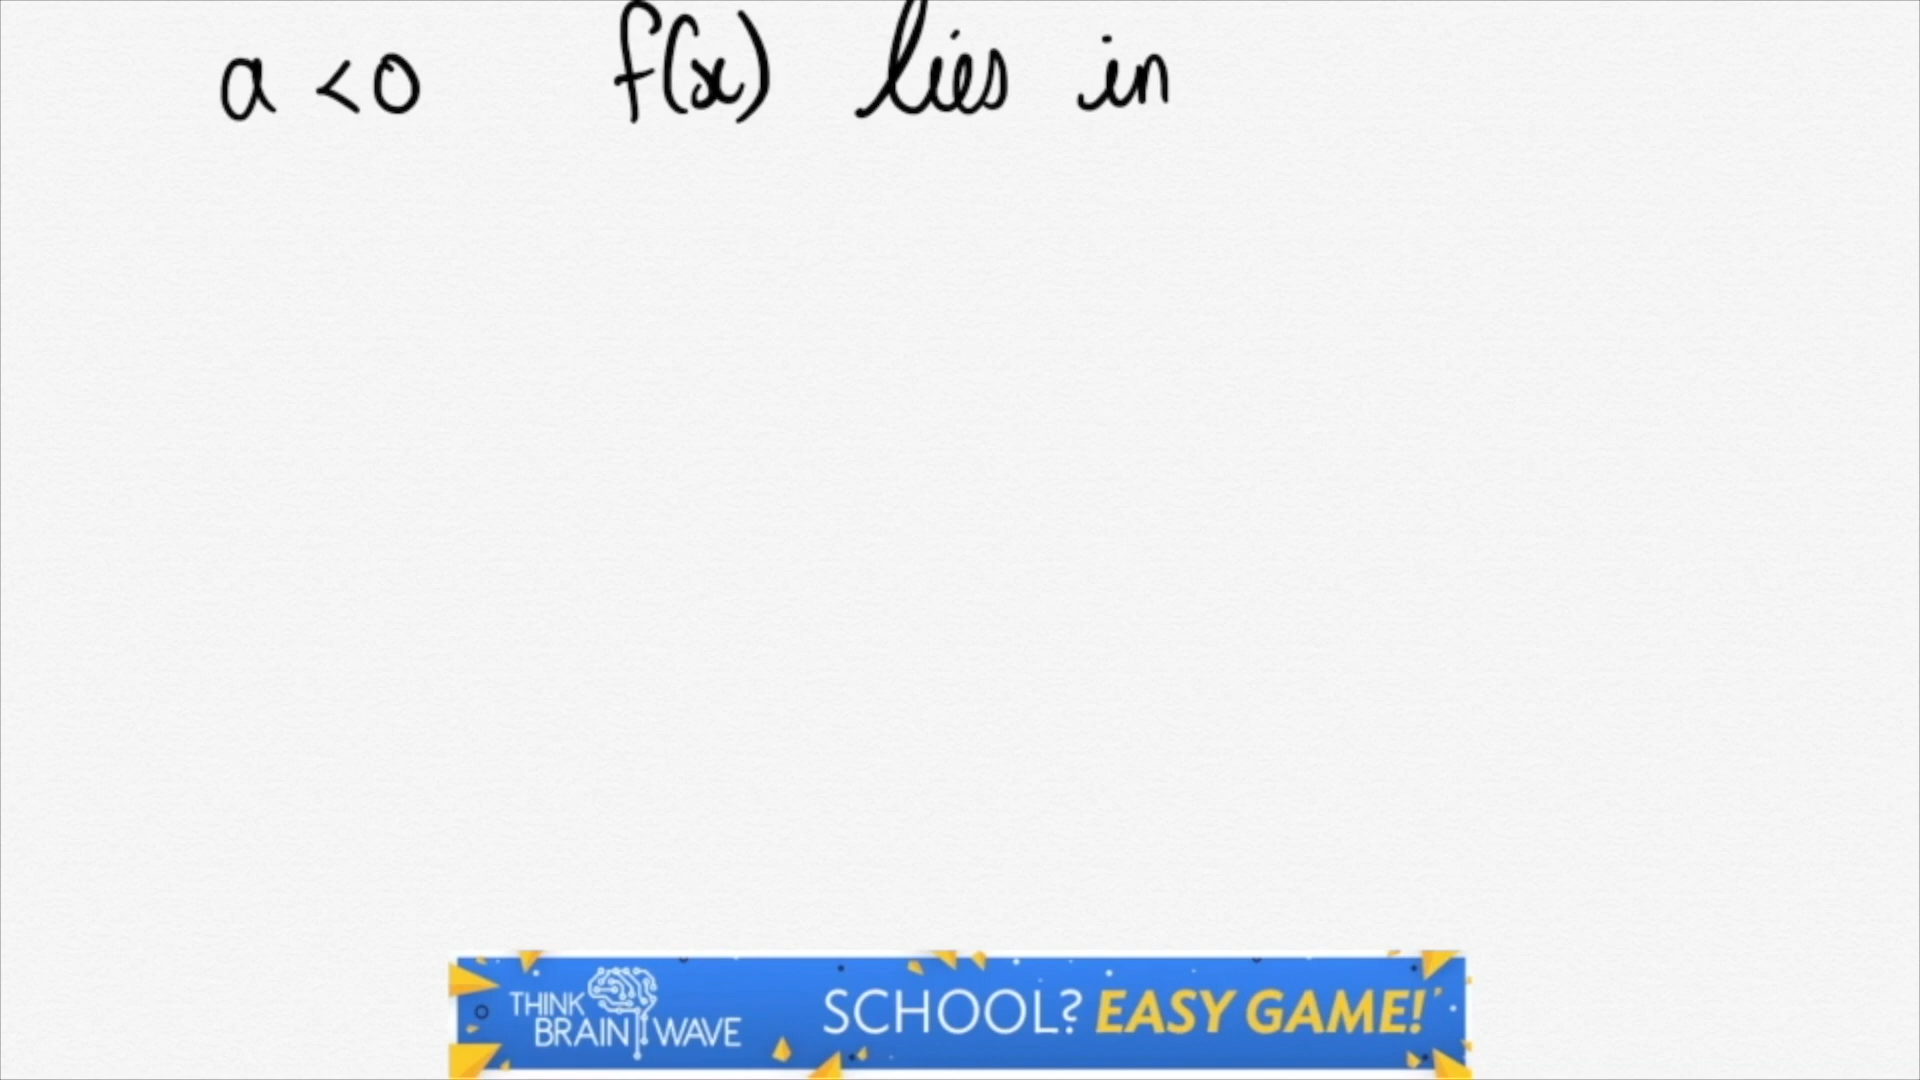 a < 0 f(x) lies in
THINK BRAIN WAVE
SCHOOL? EASY GAME!